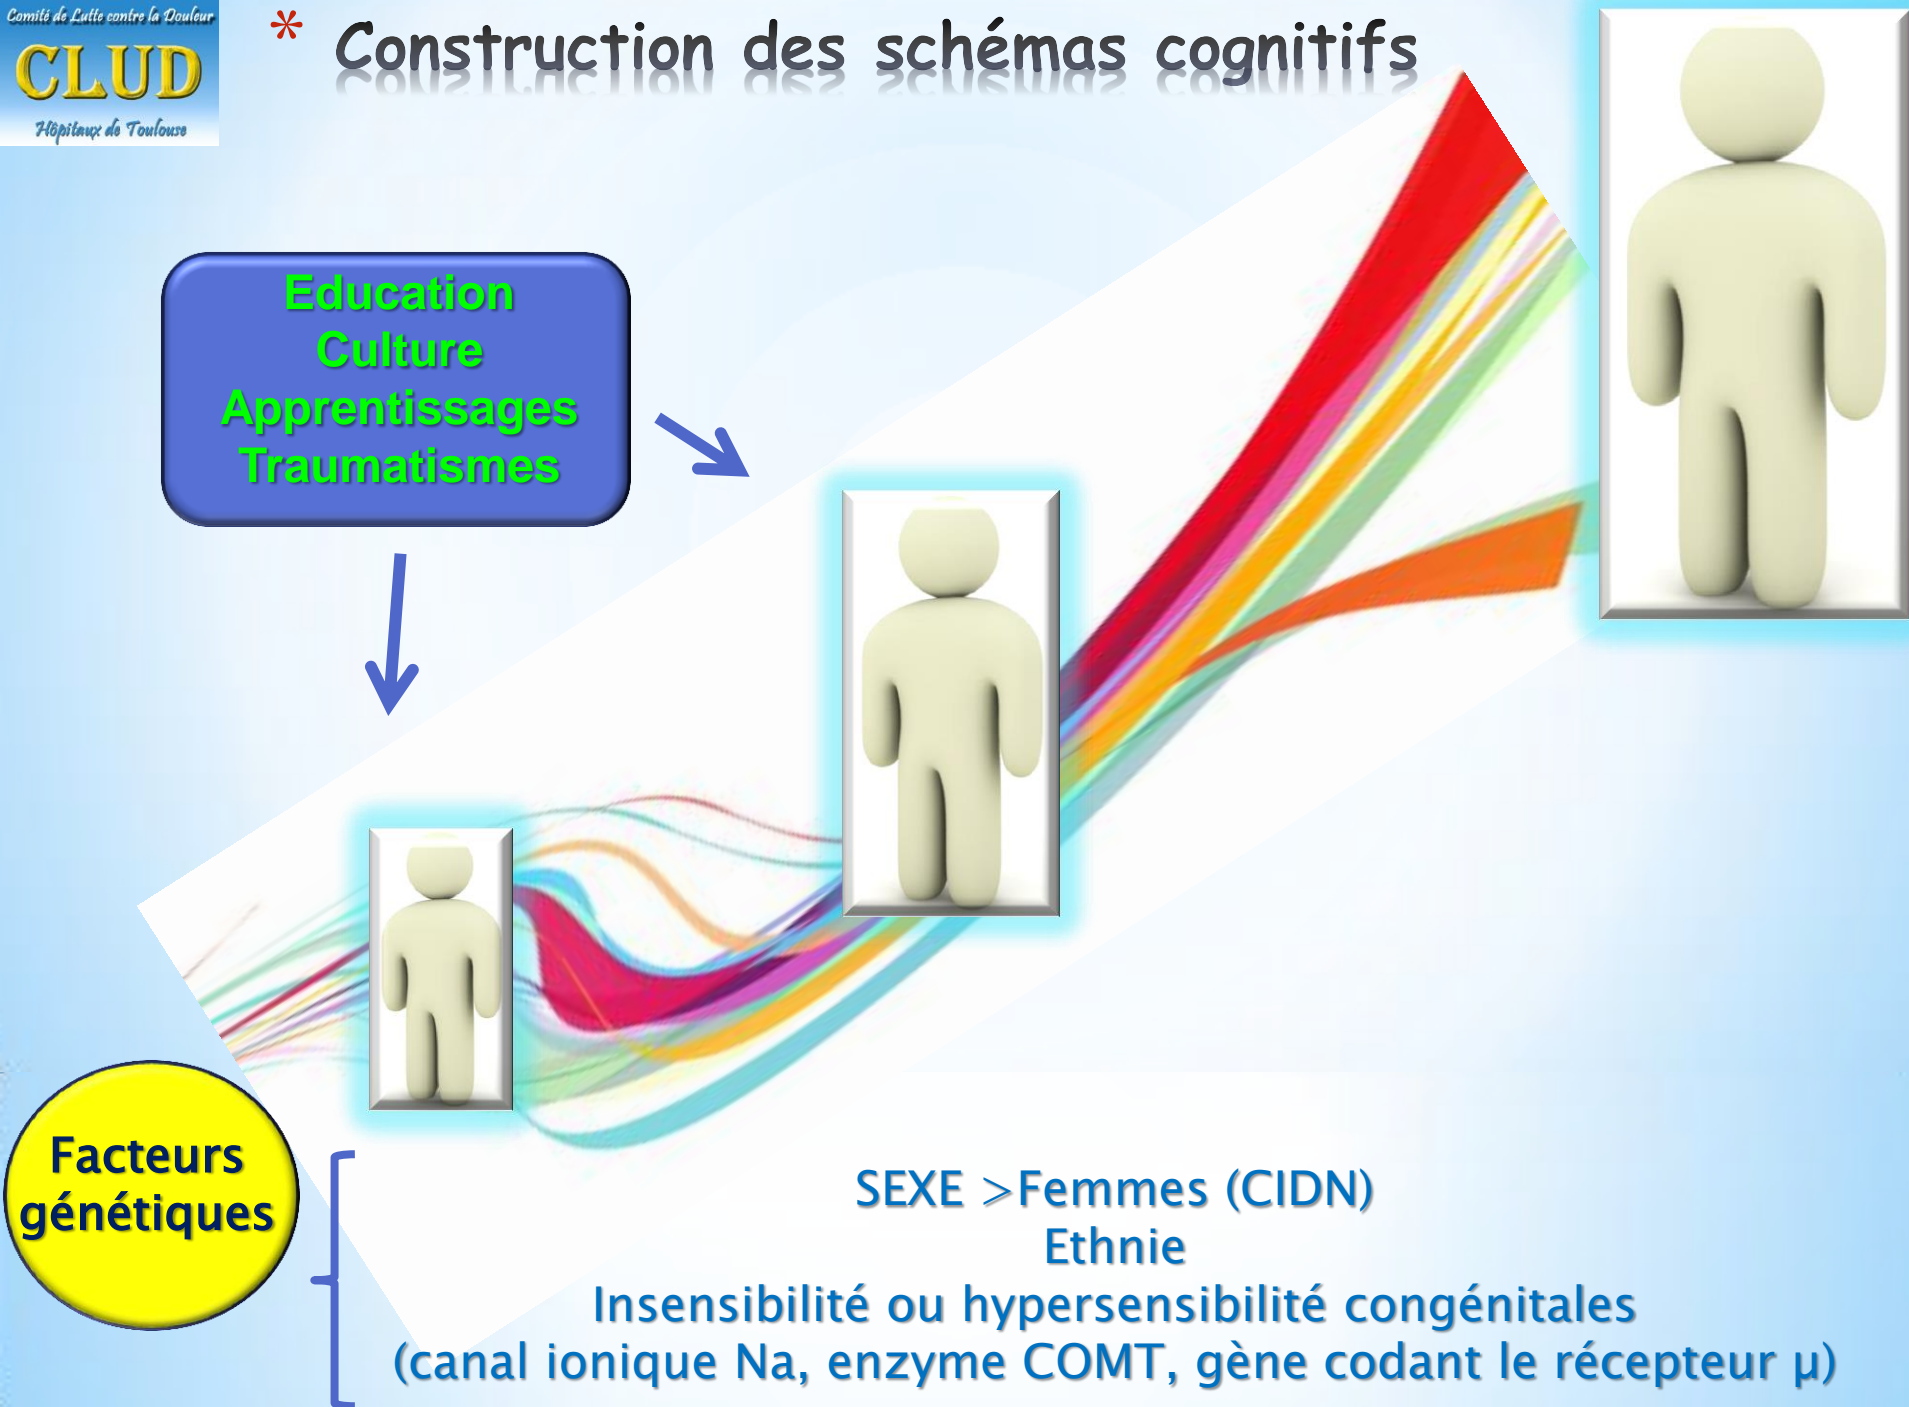 Comité de Lutte contre la Douleur
CLUD
Hôpitaux de Toulouse
* Construction des schémas cognitifs
Education
Culture
Apprentissages
Traumatismes
Facteurs
génétiques
SEXE >Femmes (CIDN)
Ethnie
Insensibilité ou hypersensibilité congénitales
(canal ionique Na, enzyme COMT, gène codant le récepteur µ)